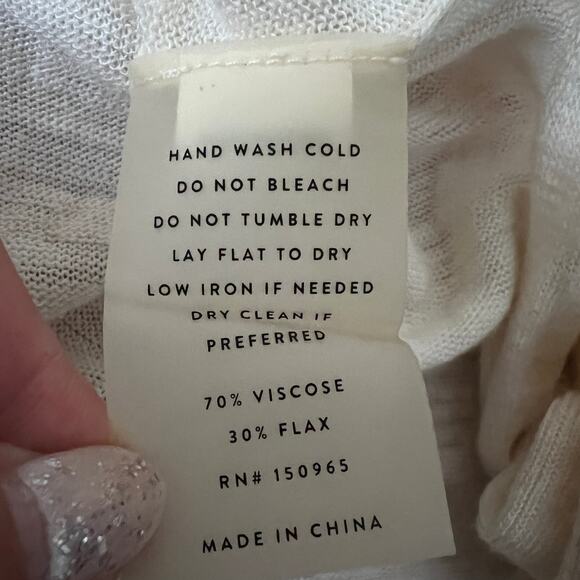 HAND WASH COLD
DO NOT BLEACH
DO NOT TUMBLE DRY
LAY FLAT TO DRY
LOW IRON IF NEEDED
DRY CLEAN IF
PREFERRED
70% VISCOSE
30% FLAX
RN# 150965
MADE IN CHINA